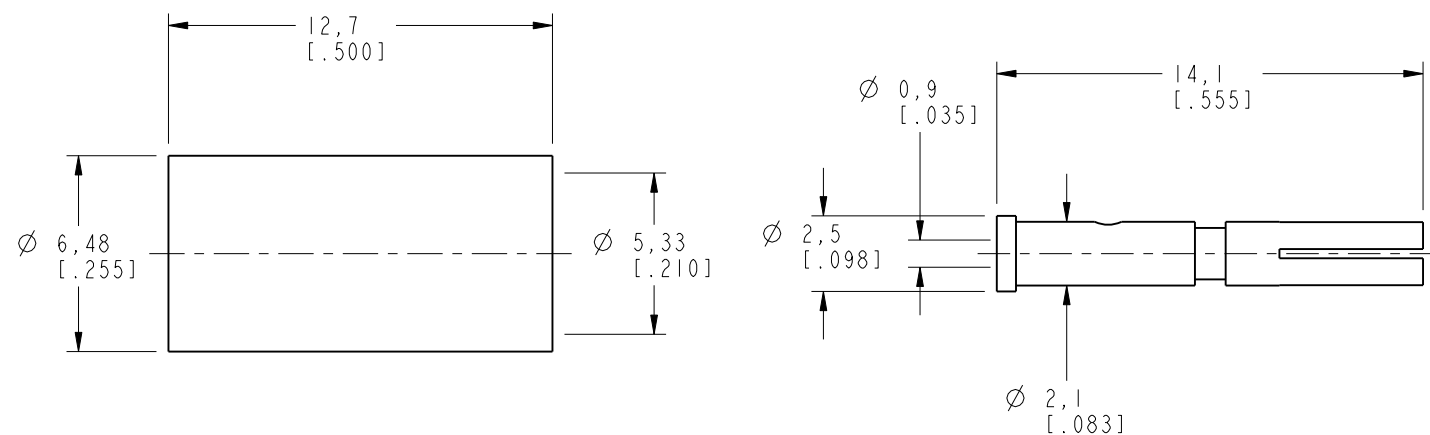 12,7
[.500]
Ø 6,48
[.255]
Ø 5,33
[.210]
14,1
[.555]
Ø 0,9
[.035]
Ø 2,5
[.098]
Ø 2,1
[.083]